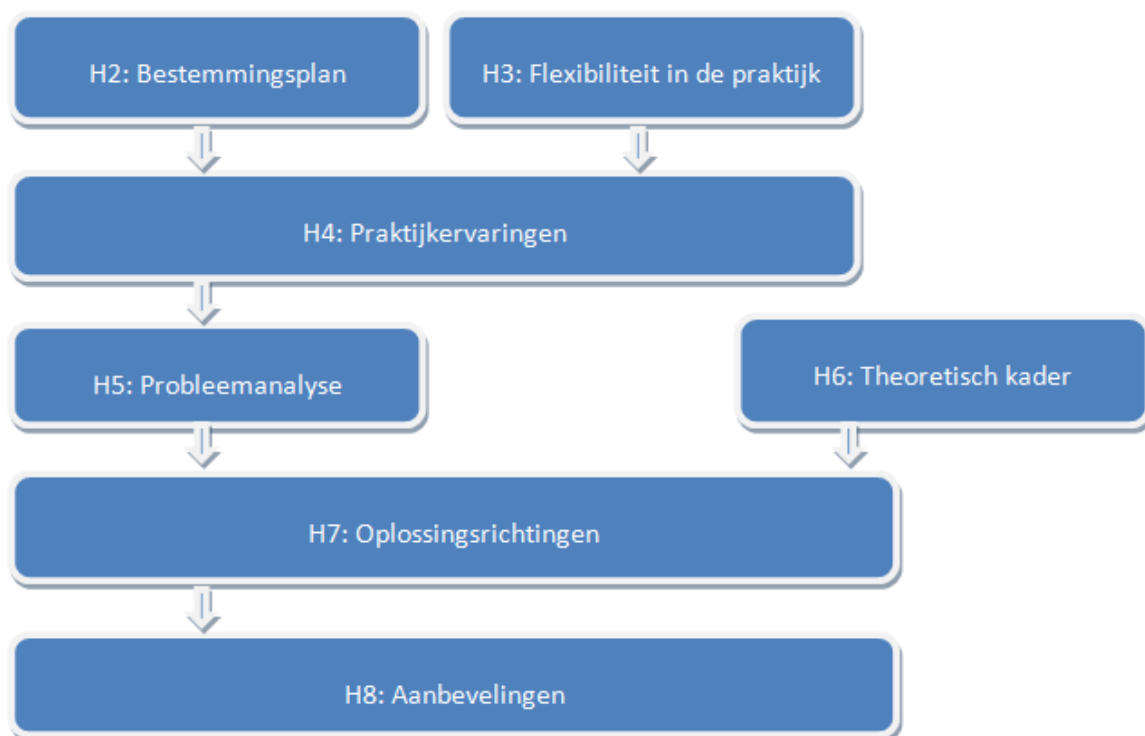 H2: Bestemmingsplan
H3: Flexibiliteit in de praktijk
H4: Praktijkervaringen
H5: Probleemanalyse
H6: Theoretisch kader
H7: Oplossingsrichtingen
H8: Aanbevelingen